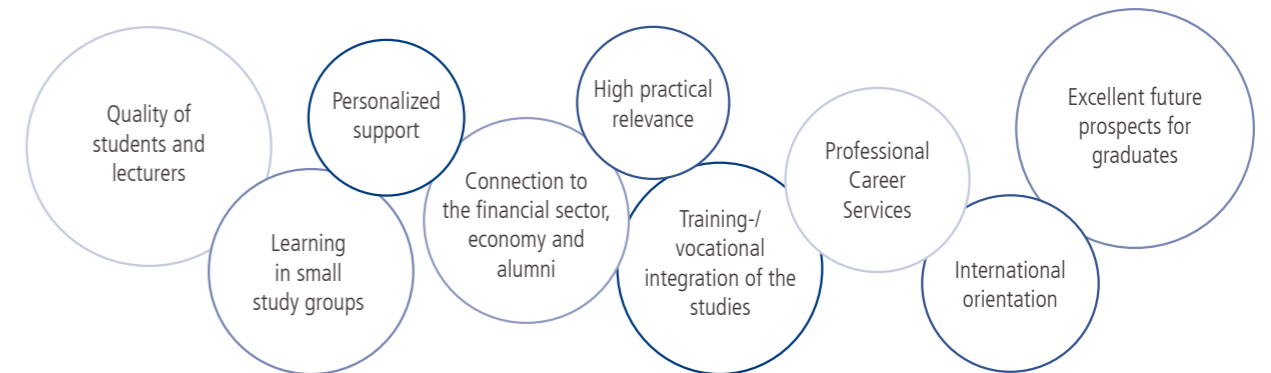 Quality of
students and
lecturers
Learning
in small
study groups
Personalized
support
Connection to
the financial sector,
economy and
alumni
High practical
relevance
Training-/
vocational
integration of the
studies
Professional
Career
Services
International
orientation
Excellent future
prospects for
graduates